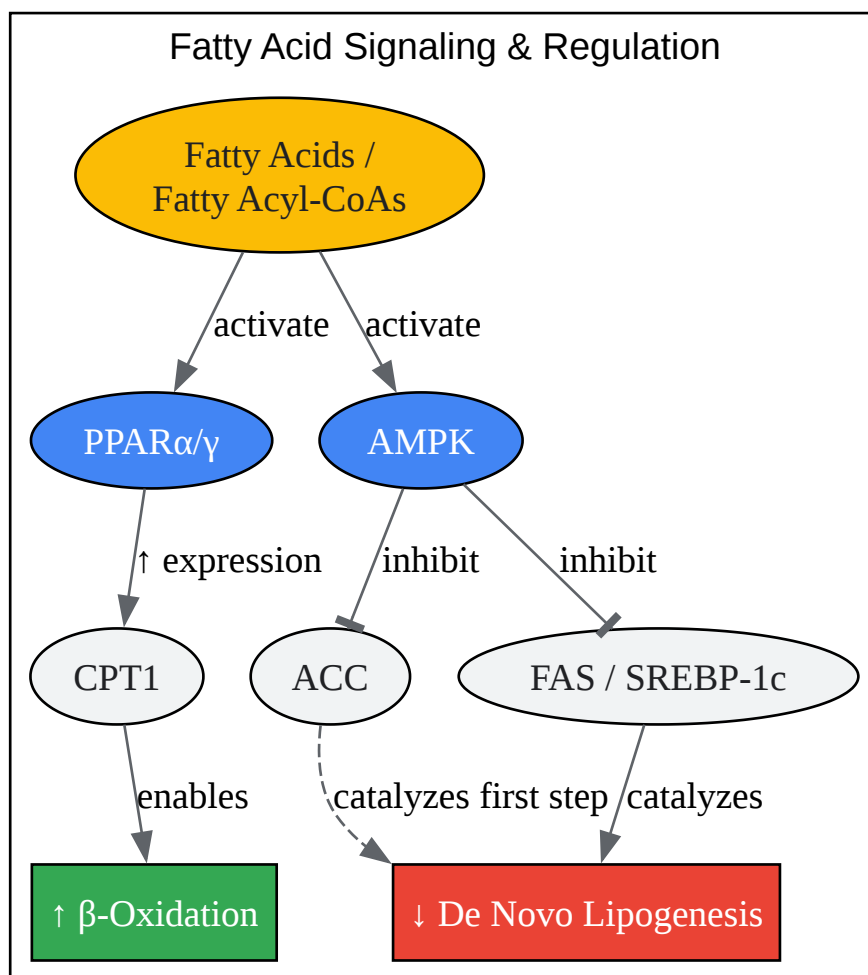 Fatty Acid Signaling & Regulation
Fatty Acids /
Fatty Acyl-CoAs
activate
activate
PPARα/γ
AMPK
↑ expression
inhibit
inhibit
CPT1
ACC
FAS / SREBP-1c
enables
catalyzes first step
catalyzes
↑ β-Oxidation
↓ De Novo Lipogenesis